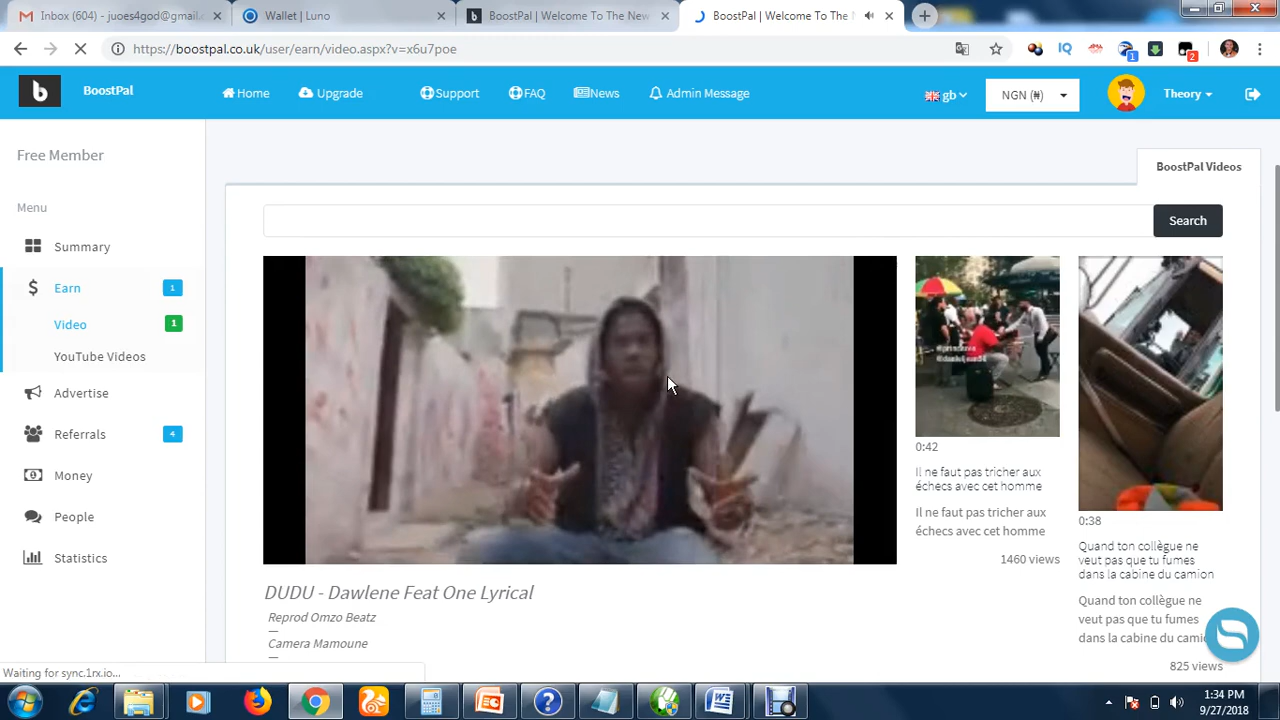 Inbox (604) - juoes4god@gmail.c
Wallet | Luno
BoostPal | Welcome To The New
BoostPal | Welcome To The N
https://boostpal.co.uk/user/earn/video.aspx?v=x6u7poe
1
2
b
BoostPal
Home
Upgrade
Support
FAQ
News
Admin Message
gb
NGN (₦)
Theory
Free Member
BoostPal Videos
Menu
Search
Summary
Earn
1
Video
1
YouTube Videos
Advertise
Referrals
4
Money
People
Statistics
DUDU - Dawlene Feat One Lyrical
Reprod Omzo Beatz
—
Camera Mamoune
—
0:42
Il ne faut pas tricher aux
échecs avec cet homme
Il ne faut pas tricher aux
échecs avec cet homme
1460 views
0:38
Quand ton collègue ne
veut pas que tu fumes
dans la cabine du camion
Quand ton collègue ne
veut pas que tu fumes
dans la cabine du
825 views
Waiting for sync.1rx.io...
1:34 PM
9/27/2018